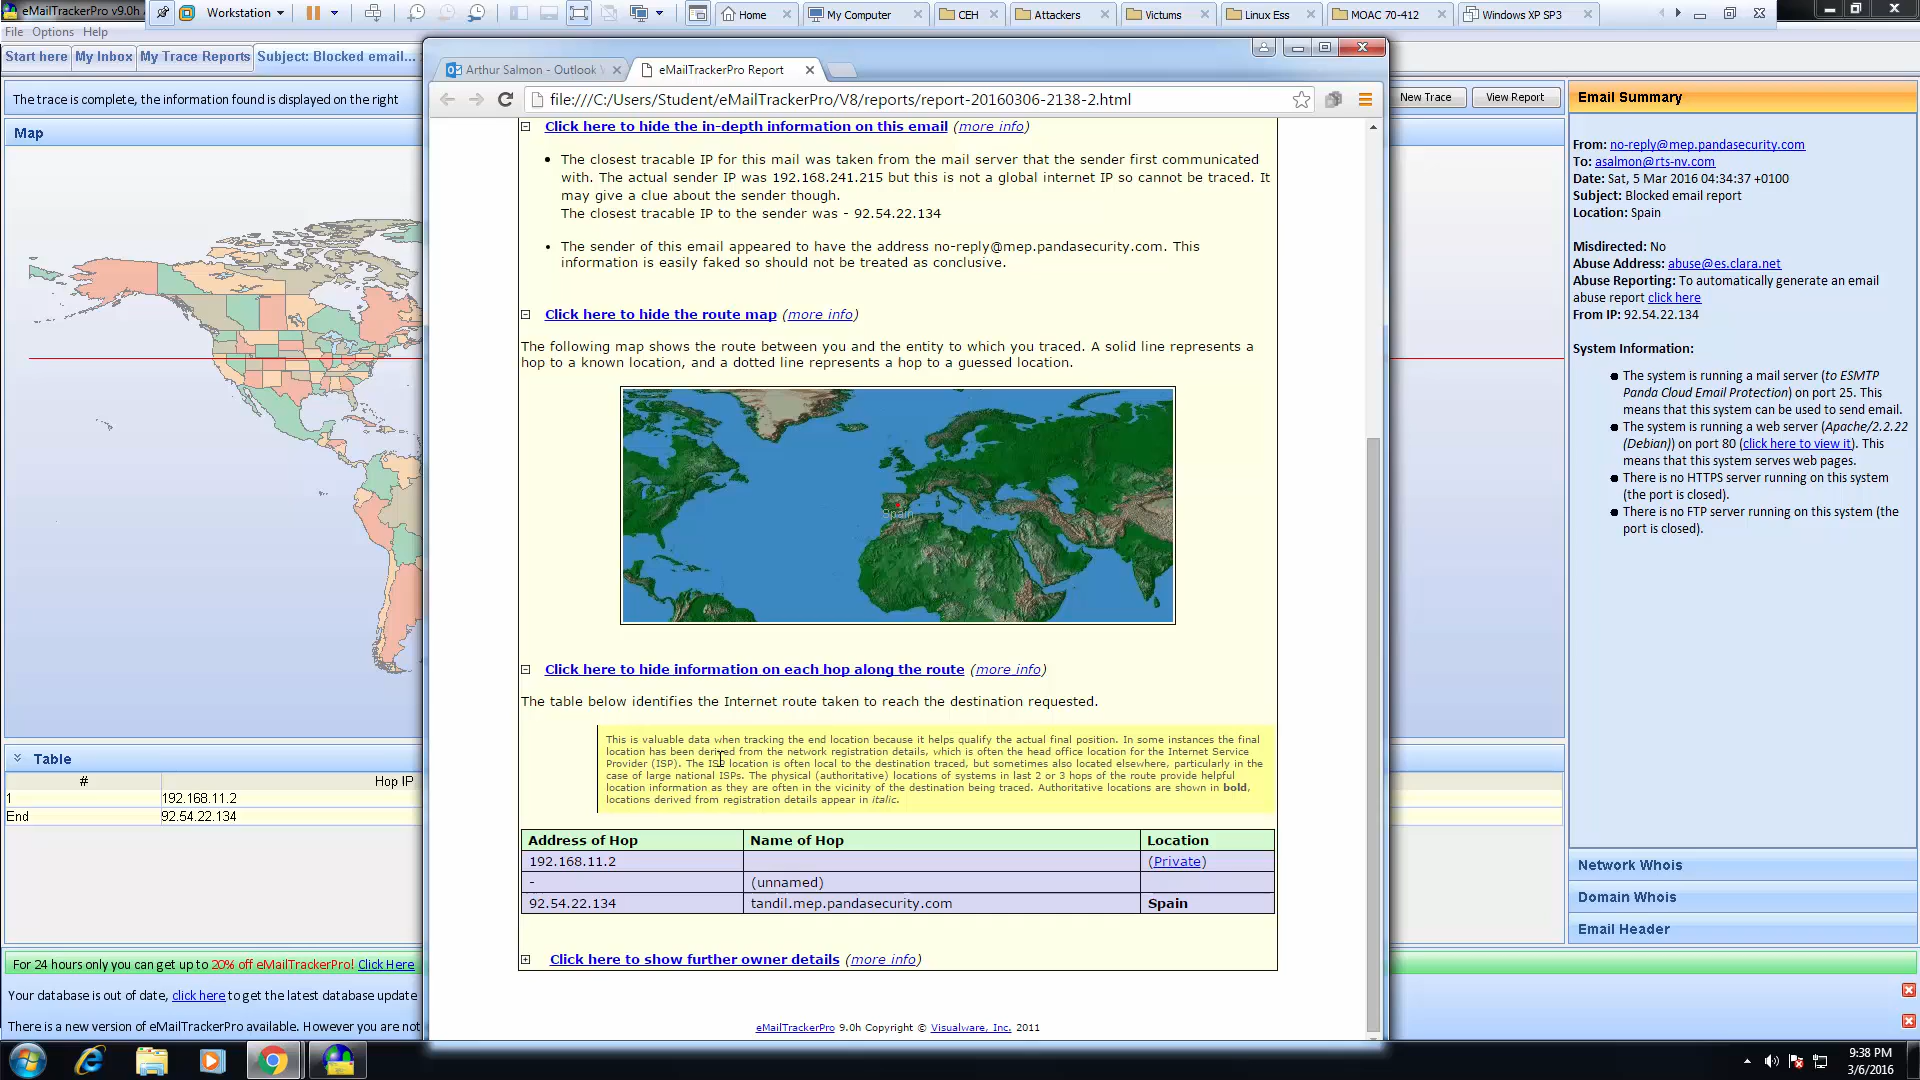 eMailTrackerPro v9.0h
Workstation
Home
My Computer
CEH
Attackers
Victums
Linux Ess
MOAC 70-412
Windows XP SP3
File Options Help
Start here
My Inbox
My Trace Reports
Subject: Blocked email...
Arthur Salmon - Outlook
eMailTrackerPro Report
file:///C:/Users/Student/eMailTrackerPro/V8/reports/report-20160306-2138-2.html
The trace is complete, the information found is displayed on the right
New Trace
View Report
Map
Click here to hide the in-depth information on this email (more info)
The closest tracable IP for this mail was taken from the mail server that the sender first communicated
with. The actual sender IP was 192.168.241.215 but this is not a global internet IP so cannot be traced. It
may give a clue about the sender though.
The closest tracable IP to the sender was - 92.54.22.134
The sender of this email appeared to have the address no-reply@mep.pandasecurity.com. This
information is easily faked so should not be treated as conclusive.
Click here to hide the route map (more info)
The following map shows the route between you and the entity to which you traced. A solid line represents a
hop to a known location, and a dotted line represents a hop to a guessed location.
Spain
Click here to hide information on each hop along the route (more info)
The table below identifies the Internet route taken to reach the destination requested.
This is valuable data when tracking the end location because it helps qualify the actual final position. In some instances the final
location has been derived from the network registration details, which is often the head office location for the Internet Service
Provider (ISP). The ISP location is often local to the destination traced, but sometimes also located elsewhere, particularly in the
case of large national ISPs. The physical (authoritative) locations of systems in last 2 or 3 hops of the route provide helpful
location information as they are often in the vicinity of the destination being traced. Authoritative locations are shown in bold,
locations derived from registration details appear in italic.
Address of Hop Name of Hop Location
192.168.11.2 (Private)
- (unnamed)
92.54.22.134 tandil.mep.pandasecurity.com Spain
Click here to show further owner details (more info)
eMailTrackerPro 9.0h Copyright © Visualware, Inc. 2011
Table
# Hop IP
1 192.168.11.2
End 92.54.22.134
For 24 hours only you can get up to 20% off eMailTrackerPro! Click Here
Your database is out of date, click here to get the latest database update
There is a new version of eMailTrackerPro available. However you are not
Email Summary
From: no-reply@mep.pandasecurity.com
To: asalmon@rts-nv.com
Date: Sat, 5 Mar 2016 04:34:37 +0100
Subject: Blocked email report
Location: Spain
Misdirected: No
Abuse Address: abuse@es.clara.net
Abuse Reporting: To automatically generate an email
abuse report click here
From IP: 92.54.22.134
System Information:
The system is running a mail server (to ESMTP
Panda Cloud Email Protection) on port 25. This
means that this system can be used to send email.
The system is running a web server (Apache/2.2.22
(Debian)) on port 80 (click here to view it). This
means that this system serves web pages.
There is no HTTPS server running on this system
(the port is closed).
There is no FTP server running on this system (the
port is closed).
Network Whois
Domain Whois
Email Header
9:38 PM
3/6/2016